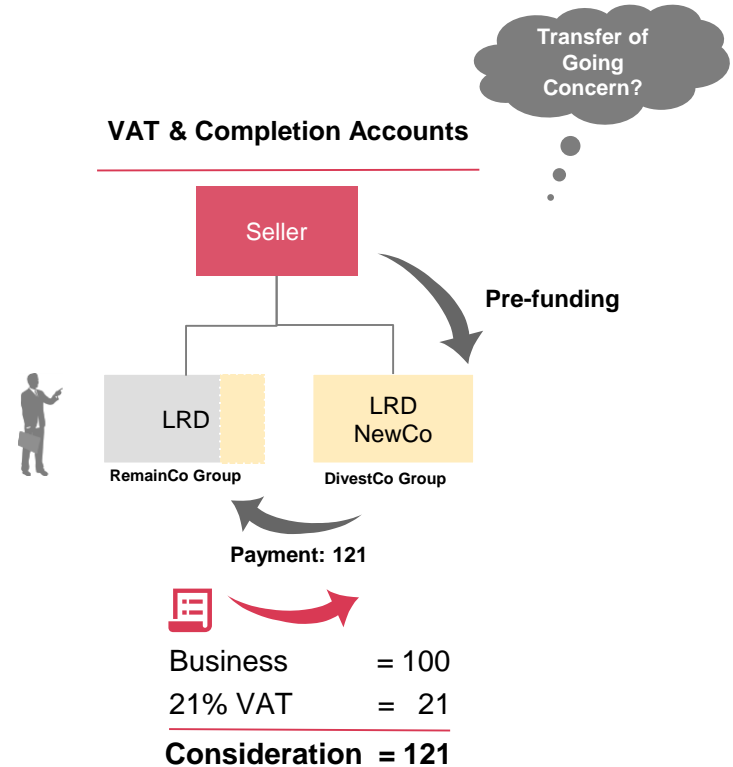 Transfer of
Going
Concern?
VAT & Completion Accounts
Seller
Pre-funding
LRD
LRD
NewCo
RemainCo Group
DivestCo Group
Payment: 121
Business = 100
21% VAT = 21
Consideration = 121